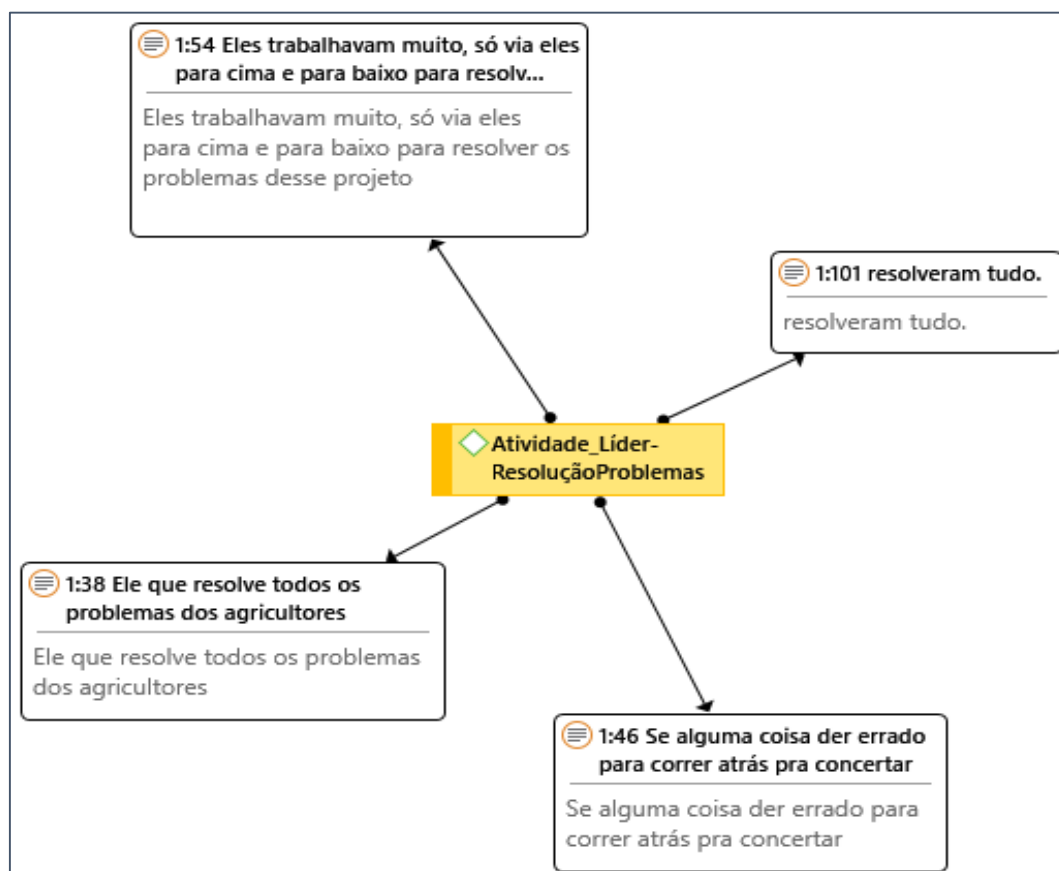 1:54 Eles trabalhavam muito, só via eles
para cima e para baixo para resolv...
Eles trabalhavam muito, só via eles
para cima e para baixo para resolver os
problemas desse projeto
1:101 resolveram tudo.
resolveram tudo.
Atividade_Líder-
ResoluçãoProblemas
1:38 Ele que resolve todos os
problemas dos agricultores
Ele que resolve todos os problemas
dos agricultores
1:46 Se alguma coisa der errado
para correr atrás pra concertar
Se alguma coisa der errado para
correr atrás pra concertar